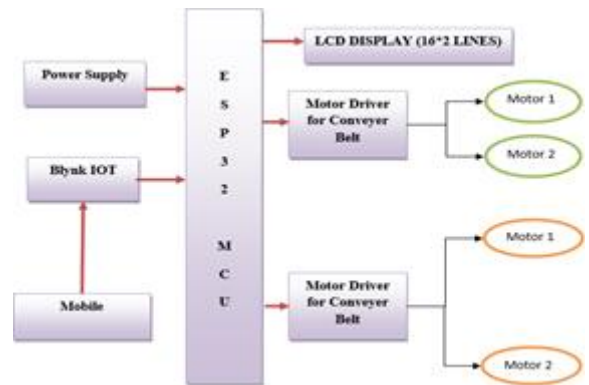 LCD DISPLAY (16*2 LINES)
Power Supply
E
S
P
3
2
M
C
U
Motor Driver
for Conveyer
Belt
Motor 1
Motor 2
Blynk IOT
Mobile
Motor Driver
for Conveyer
Belt
Motor 1
Motor 2